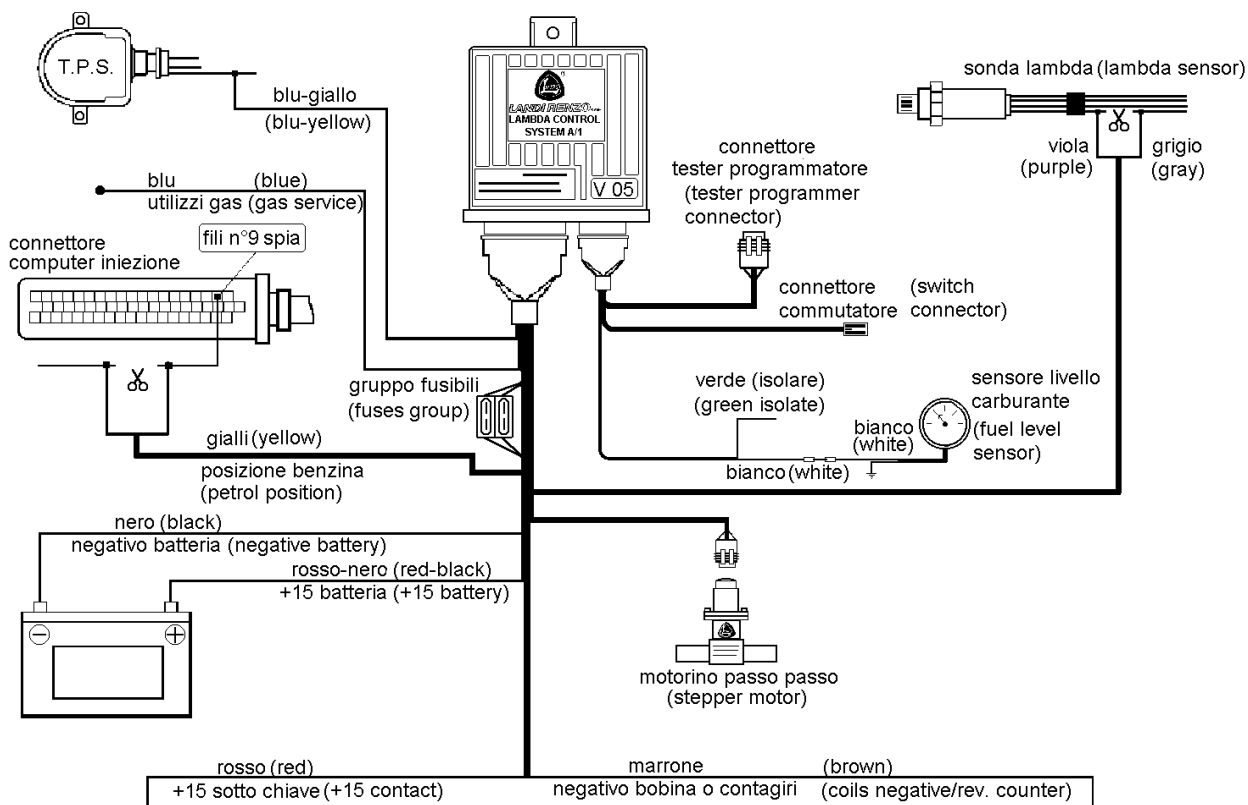 T.P.S.
blu-giallo
(blu-yellow)
LANDI RENZO
LAMBDA CONTROL
SYSTEM A/1
V 05
sonda lambda (lambda sensor)
viola
(purple)
grigio
(gray)
connettore
tester programmatore
(tester programmer
connector)
blu (blue)
utilizzi gas (gas service)
fili n°9 spia
connettore
computer iniezione
connettore (switch
commutatore connector)
gruppo fusibili
(fuses group)
verde (isolare)
(green isolate)
sensore livello
carburante
(fuel level
sensor)
bianco
(white)
bianco (white)
gialli (yellow)
posizione benzina
(petrol position)
nero (black)
negativo batteria (negative battery)
rosso-nero (red-black)
+15 batteria (+15 battery)
motorino passo passo
(stepper motor)
rosso (red)
+15 sotto chiave (+15 contact)
marrone (brown)
negativo bobina o contagiri (coils negative/rev. counter)